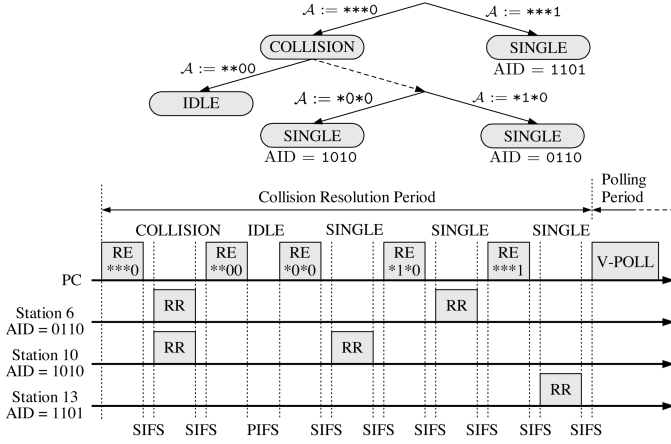 𝒜 := ***0
𝒜 := ***1
COLLISION
SINGLE
AID = 1101
𝒜 := **00
IDLE
𝒜 := *0*0
𝒜 := *1*0
SINGLE
SINGLE
AID = 1010
AID = 0110
Collision Resolution Period
Polling
Period
COLLISION
IDLE
SINGLE
SINGLE
SINGLE
RE
***0
RE
**00
RE
*0*0
RE
*1*0
RE
***1
V-POLL
PC
RR
RR
Station 6
AID = 0110
RR
RR
Station 10
AID = 1010
RR
Station 13
AID = 1101
SIFS
SIFS
PIFS
SIFS
SIFS
SIFS
SIFS
SIFS
SIFS